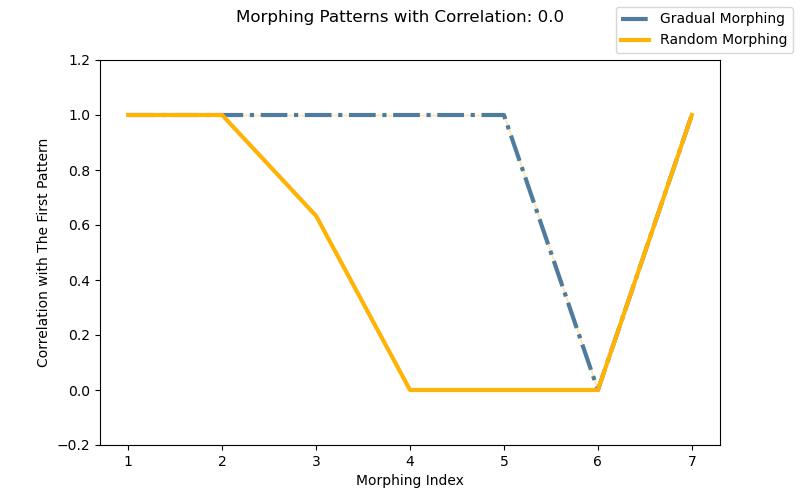 Morphing Patterns with Correlation: 0.0
Gradual Morphing
Random Morphing
1.2
1.0
0.8
0.6
0.4
0.2
0.0
−0.2
Correlation with The First Pattern
1 2 3 4 5 6 7
Morphing Index